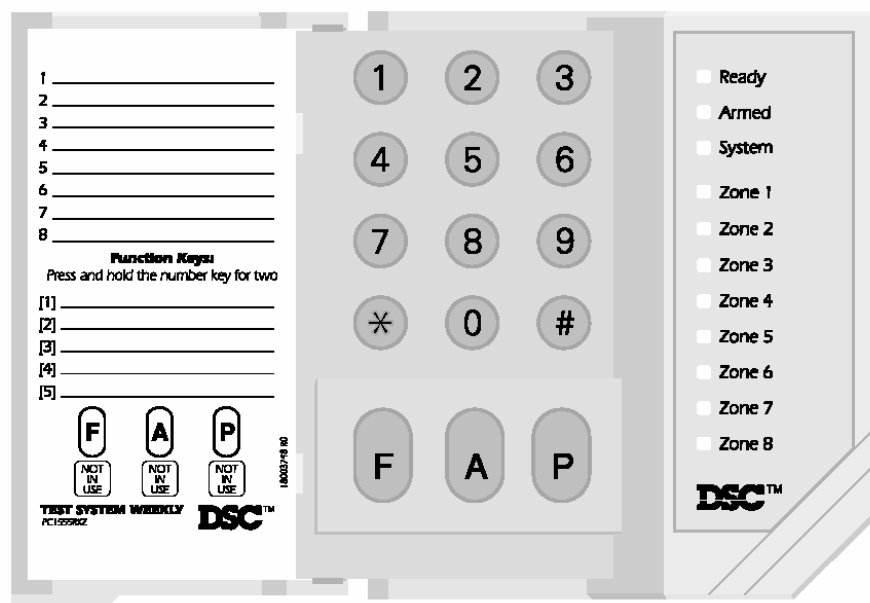 1
2
3
4
5
6
7
8
Function Keys:
Press and hold the number key for two
[1]
[2]
[3]
[4]
[5]
F A P
NOT IN USE NOT IN USE NOT IN USE
18003748 R0
TEST SYSTEM WEEKLY
PC1555RKZ
DSC™
1 2 3
4 5 6
7 8 9
* 0 #
F A P
Ready
Armed
System
Zone 1
Zone 2
Zone 3
Zone 4
Zone 5
Zone 6
Zone 7
Zone 8
DSC™